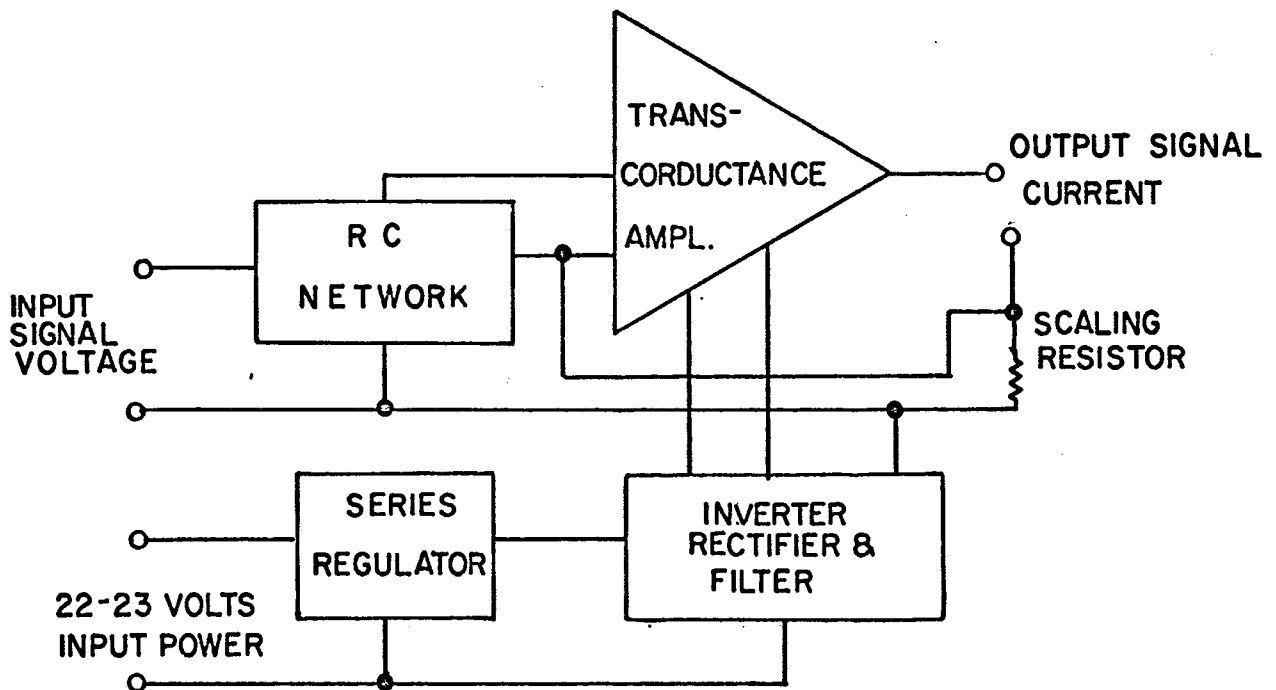 TRANS-
CORDUCTANCE
AMPL.
OUTPUT SIGNAL
CURRENT
R C
NETWORK
INPUT
SIGNAL
VOLTAGE
SCALING
RESISTOR
SERIES
REGULATOR
INVERTER
RECTIFIER &
FILTER
22-23 VOLTS
INPUT POWER